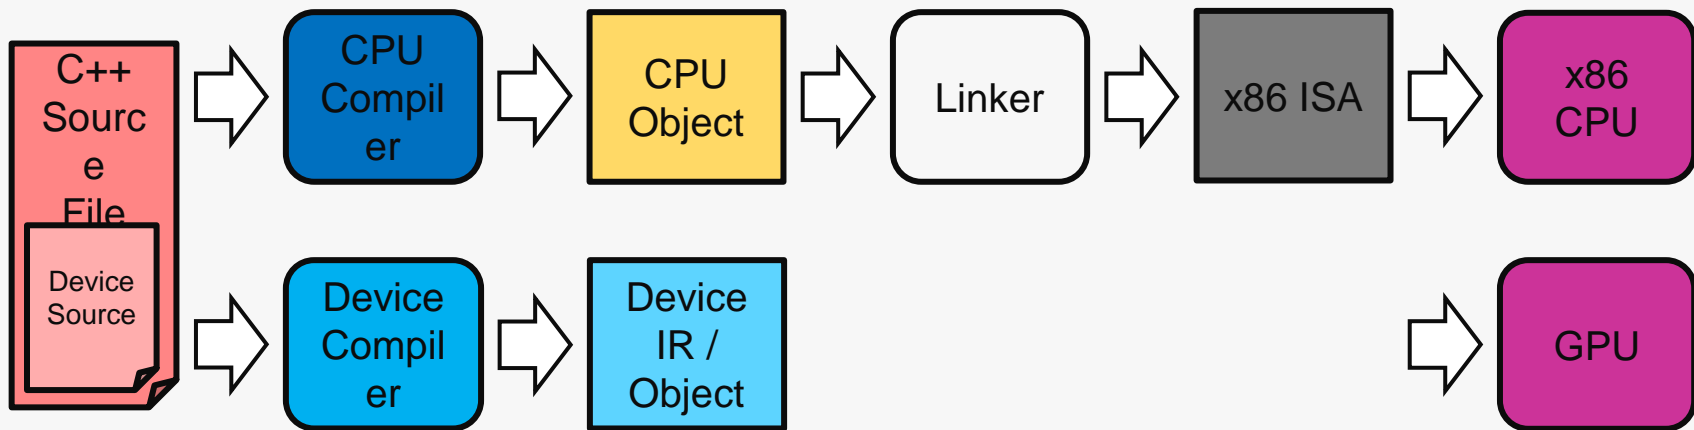 C++
Sourc
e
File
Device
Source
CPU
Compil
er
CPU
Object
Linker
x86 ISA
x86
CPU
Device
Compil
er
Device
IR /
Object
GPU